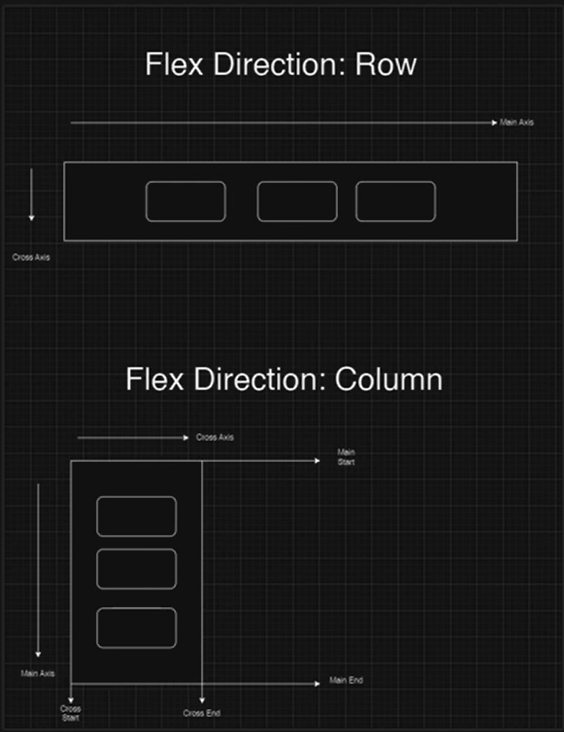 Flex Direction: Row
Main Axis
Cross Axis
Flex Direction: Column
Cross Axis
Main
Start
Main Axis
Main End
Cross
Start
Cross End